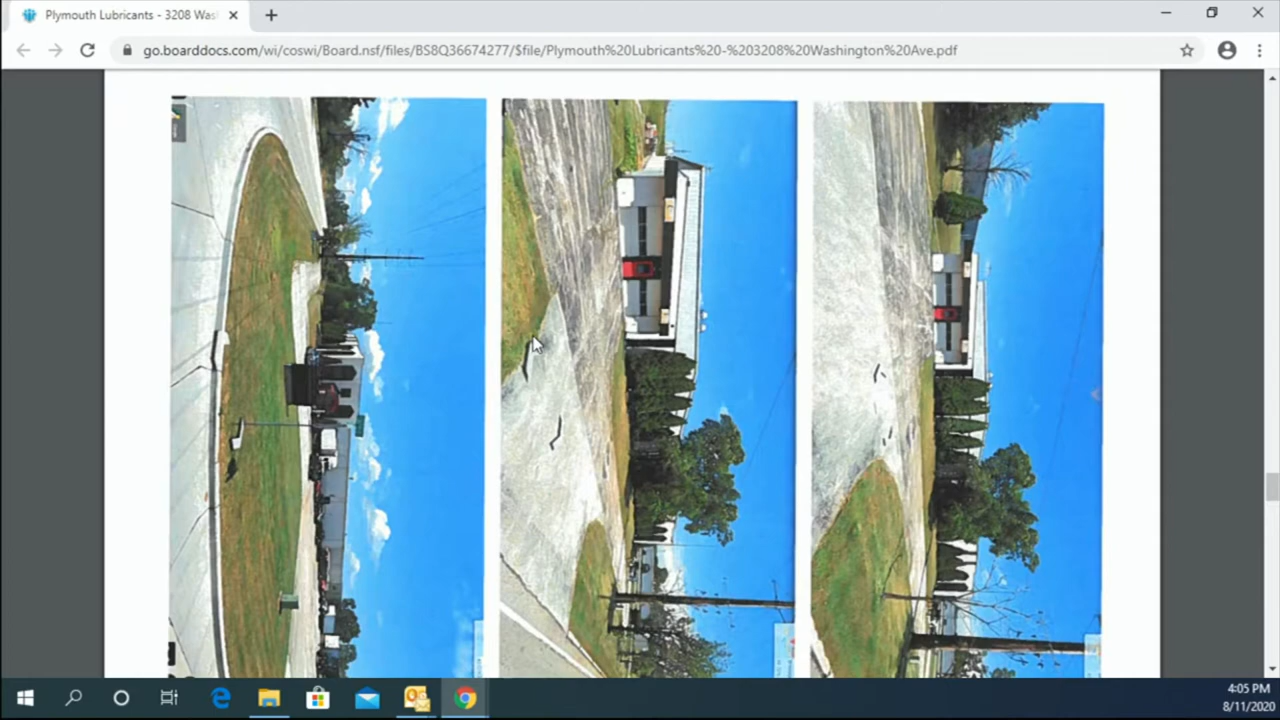 Plymouth Lubricants - 3208 Was
go.boarddocs.com/wi/coswi/Board.nsf/files/BS8Q36674277/$file/Plymouth%20Lubricants%20-%203208%20Washington%20Ave.pdf
4:05 PM
8/11/2020